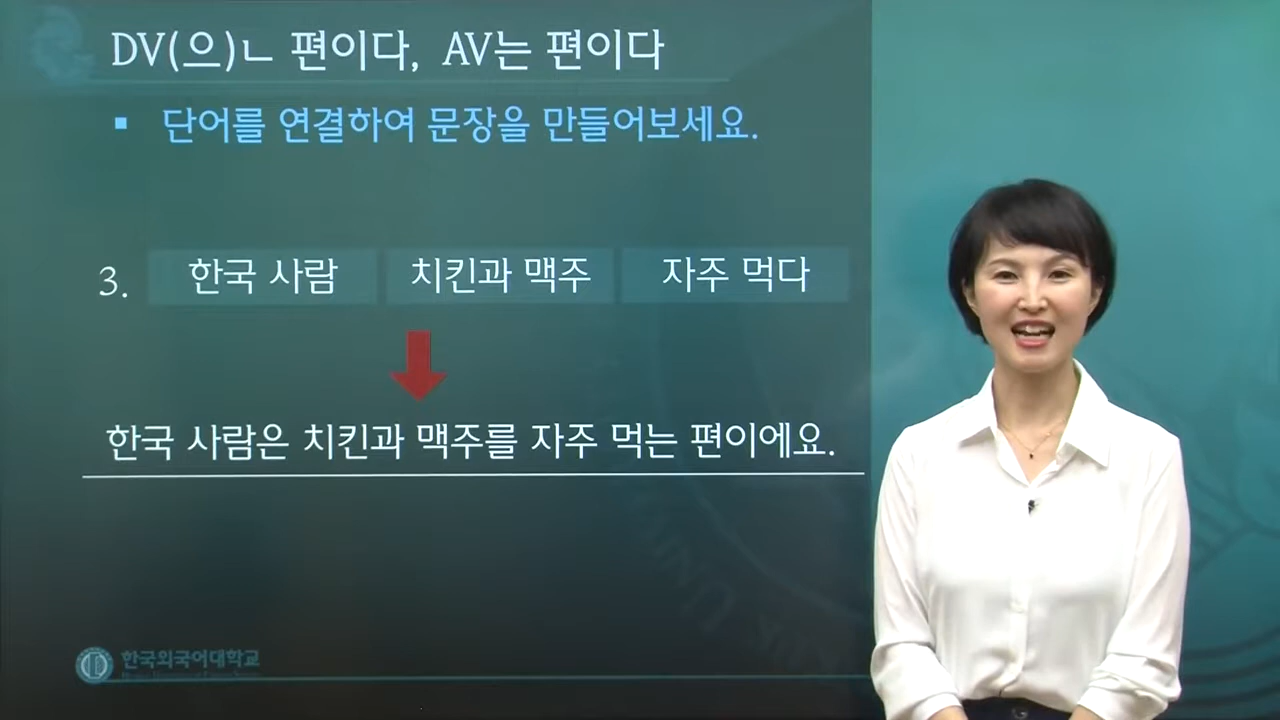 DV(으)ㄴ 편이다, AV는 편이다
▪ 단어를 연결하여 문장을 만들어보세요.
3. 한국 사람 치킨과 맥주 자주 먹다
한국 사람은 치킨과 맥주를 자주 먹는 편이에요.
한국외국어대학교